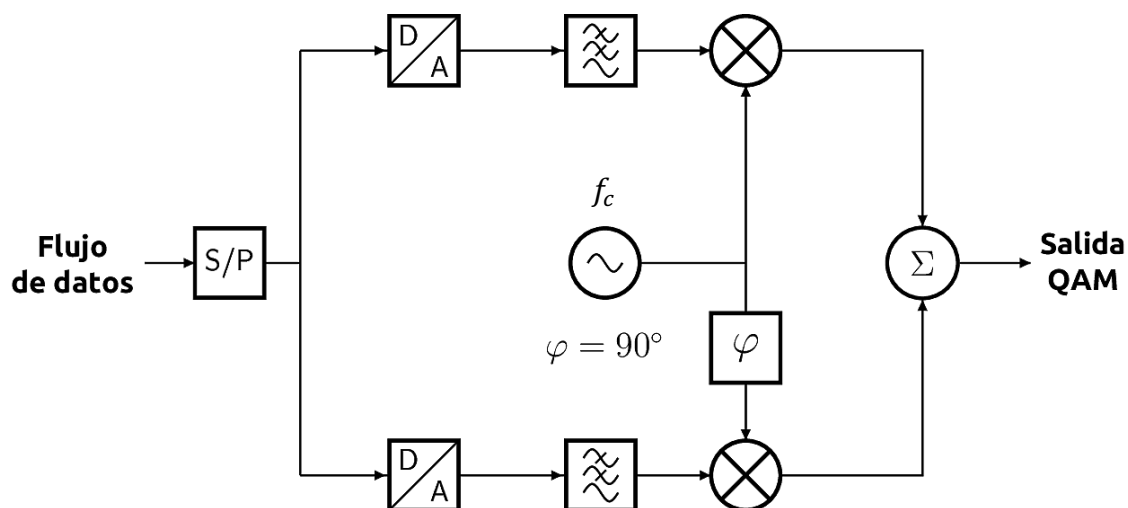 D
A
f_c
Flujo
de datos
S/P
Σ
Salida
QAM
φ = 90°
φ
D
A